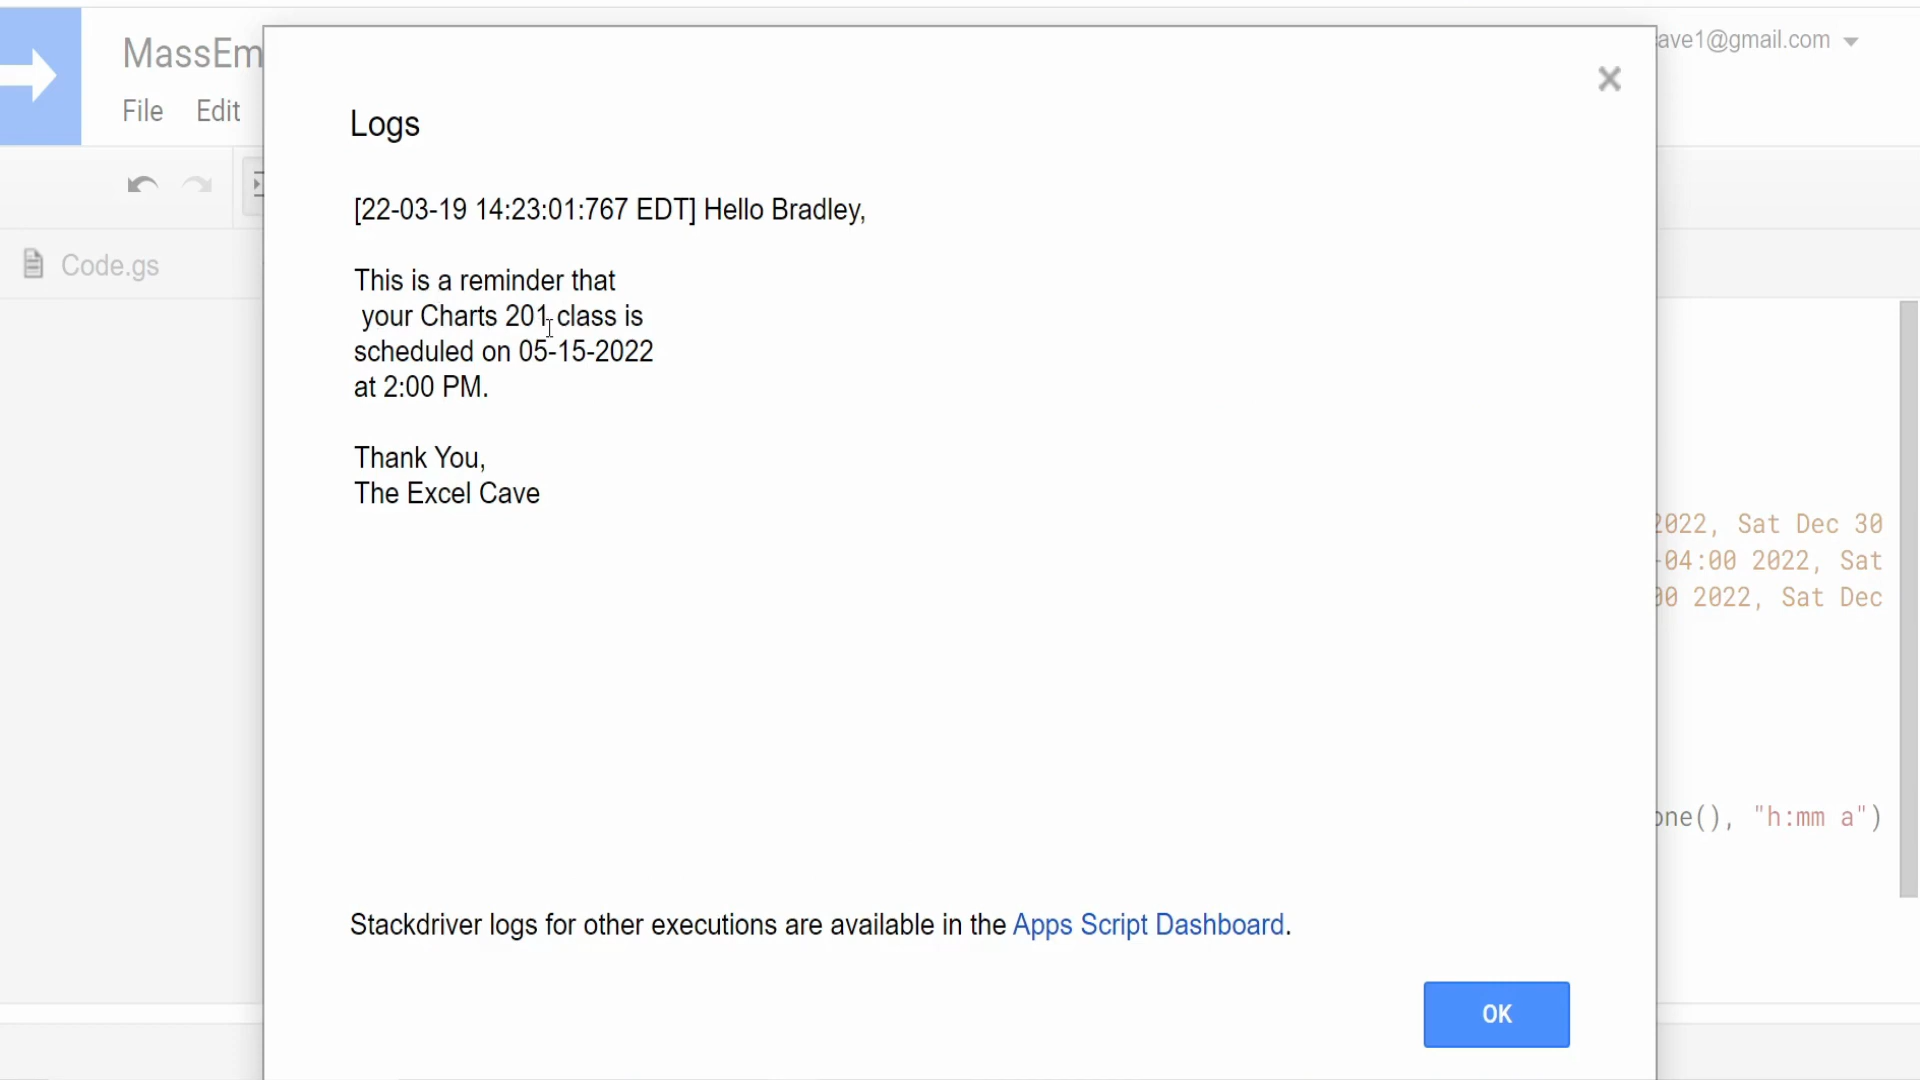 MassEm
ave1@gmail.com
File Edit
Logs
[22-03-19 14:23:01:767 EDT] Hello Bradley,
Code.gs
This is a reminder that
your Charts 201 class is
scheduled on 05-15-2022
at 2:00 PM.
Thank You,
The Excel Cave
2022, Sat Dec 30
-04:00 2022, Sat
00 2022, Sat Dec
one(), "h:mm a")
Stackdriver logs for other executions are available in the Apps Script Dashboard.
OK